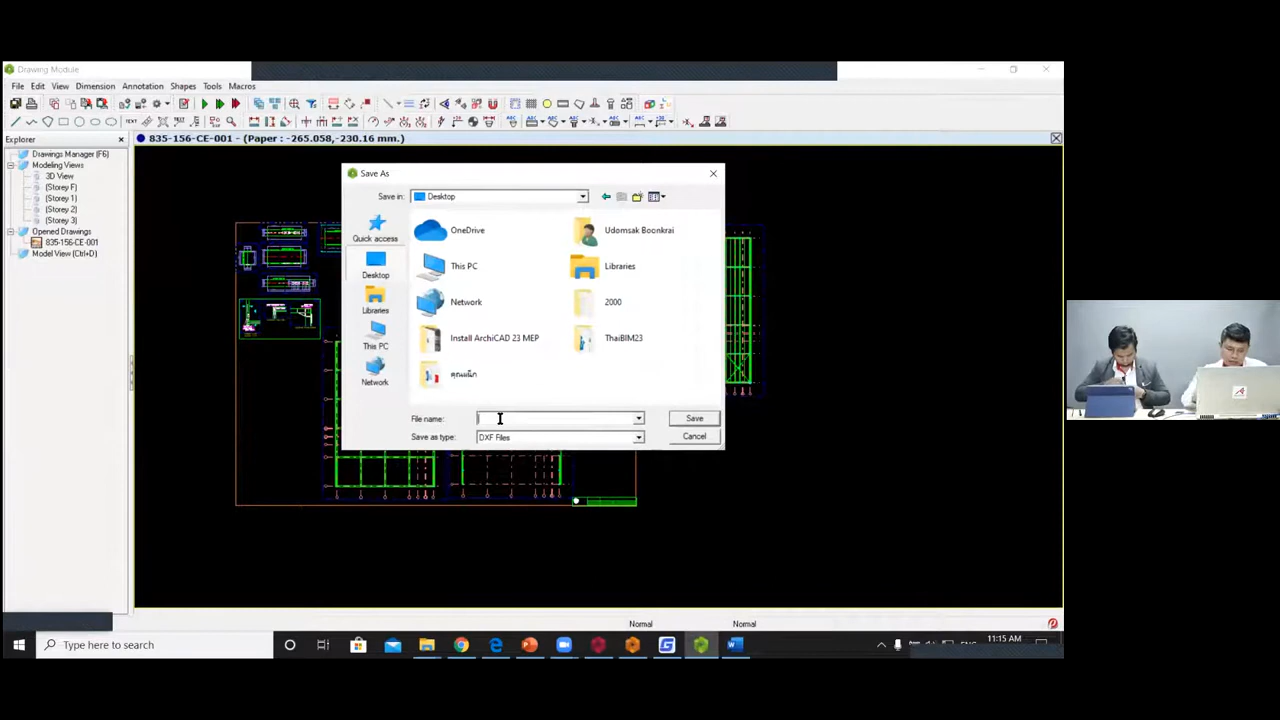 Drawing Module
File Edit View Dimension Annotation Shapes Tools Macros
Explorer
835-156-CE-001 - (Paper : -265.058,-230.16 mm.)
Drawings Manager (F6)
Modeling Views
3D View
(Storey F)
(Storey 1)
(Storey 2)
(Storey 3)
Opened Drawings
835-156-CE-001
Model View (Ctrl+D)
Save As
Save in: Desktop
Quick access
Desktop
Libraries
This PC
Network
OneDrive
Udomsak Boonkrai
This PC
Libraries
Network
2000
Install ArchiCAD 23 MEP
ThaiBIM23
File name:
Save
Save as type: DXF Files
Cancel
Normal Normal
Type here to search
ENG
11:15 AM